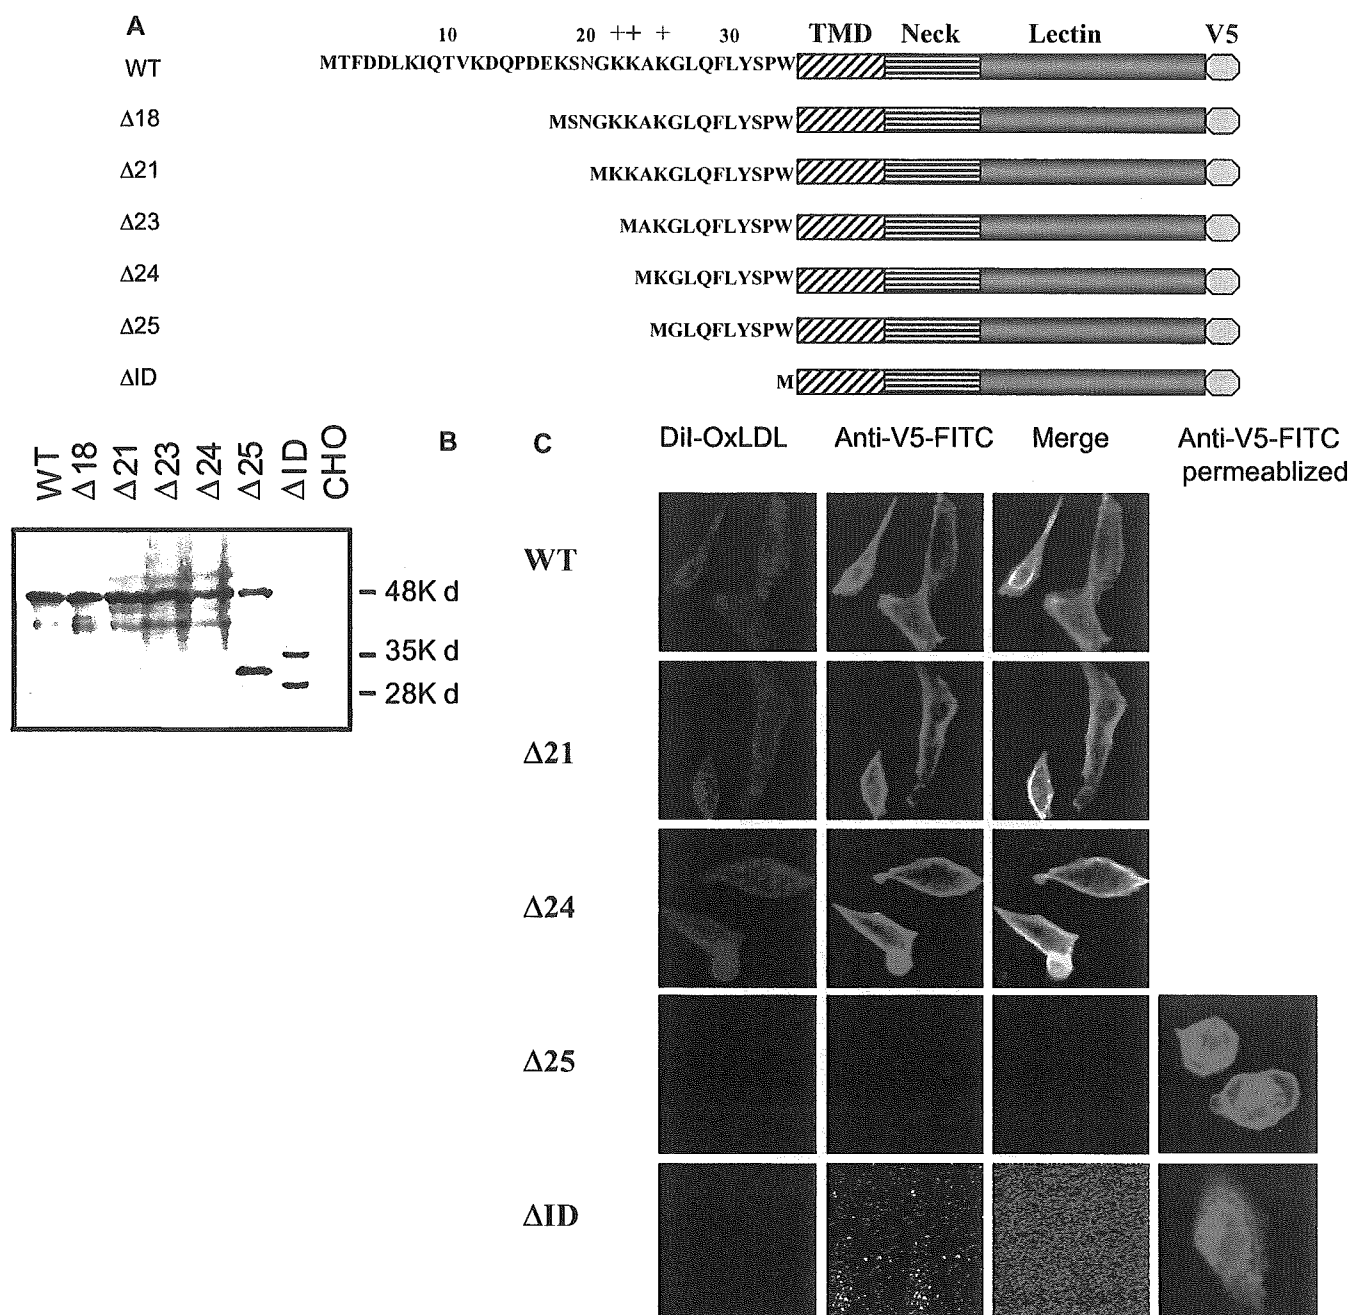 A
10 20 ++ + 30 TMD Neck Lectin V5
WT MTFDDLKIQTVKDQPDEKSNGKKAKGLQFLYSPW
Δ18 MSNGKKAKGLQFLYSPW
Δ21 MKKAKGLQFLYSPW
Δ23 MAKGLQFLYSPW
Δ24 MKGLQFLYSPW
Δ25 MGLQFLYSPW
ΔID M
B
WT Δ18 Δ21 Δ23 Δ24 Δ25 ΔID CHO
48K d
35K d
28K d
C
DiI-OxLDL Anti-V5-FITC Merge Anti-V5-FITC
permeablized
WT
Δ21
Δ24
Δ25
ΔID